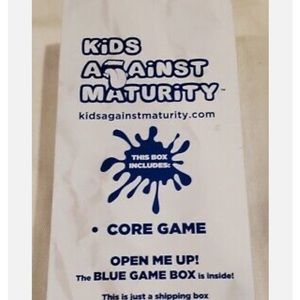 KiDS
AGAiNST
MATURiTY™
kidsagainstmaturity.com
THIS BOX
INCLUDES:
• CORE GAME
OPEN ME UP!
The BLUE GAME BOX is inside!
This is just a shipping box